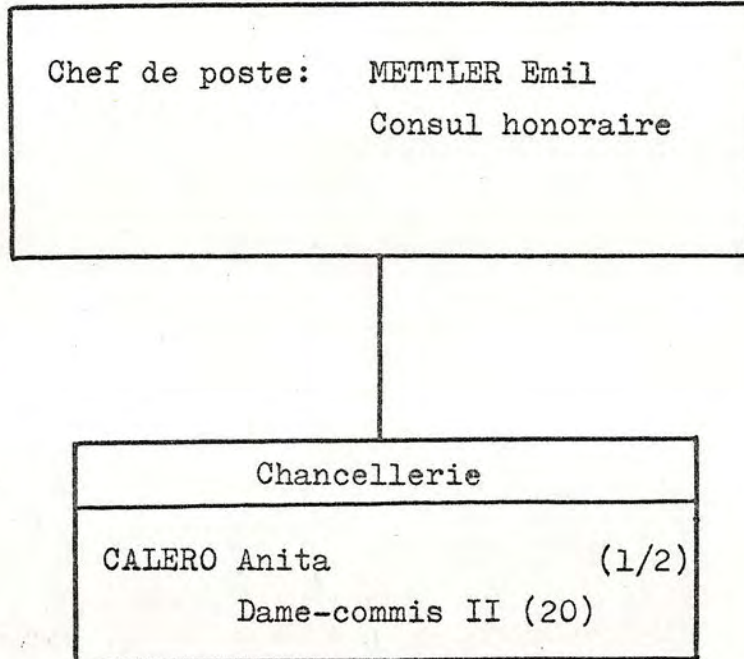 Chef de poste: METTLER Emil
Consul honoraire
Chancellerie
CALERO Anita (1/2)
Dame-commis II (20)